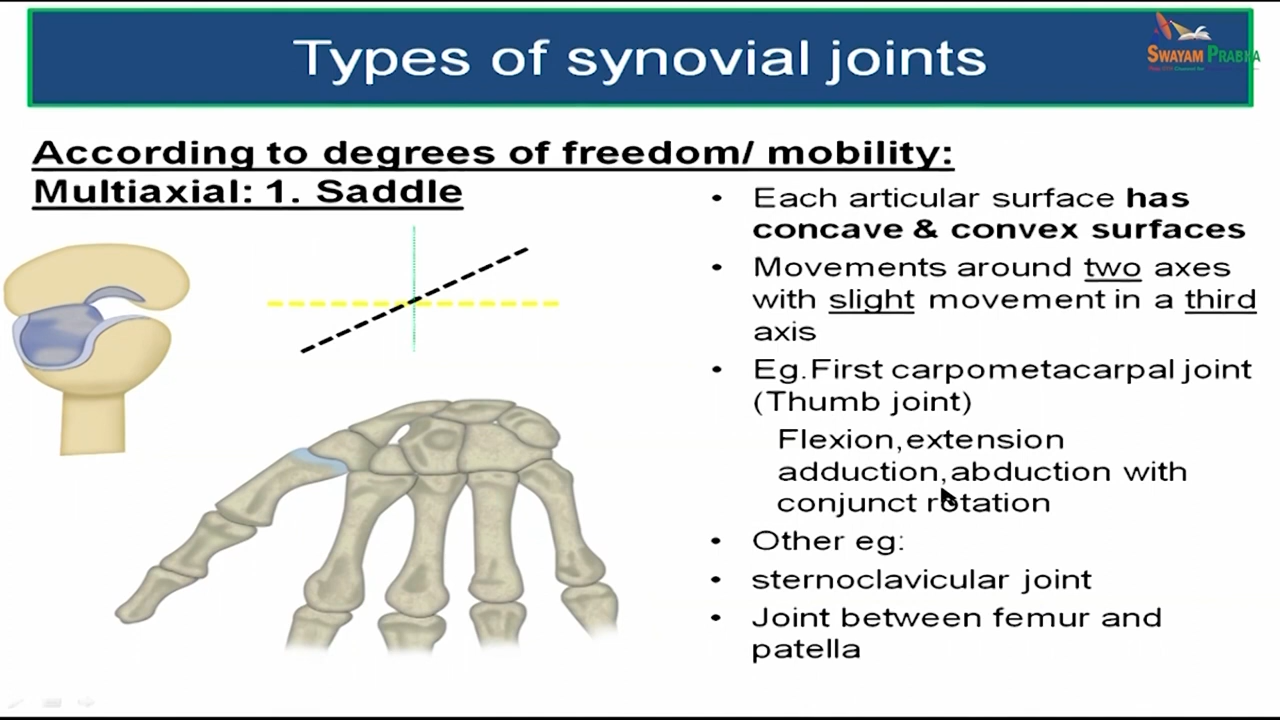 Types of synovial joints
SWAYAM PRABHA
According to degrees of freedom/ mobility:
Multiaxial: 1. Saddle
• Each articular surface has
concave & convex surfaces
• Movements around two axes
with slight movement in a third
axis
• Eg.First carpometacarpal joint
(Thumb joint)
Flexion,extension
adduction,abduction with
conjunct rotation
• Other eg:
• sternoclavicular joint
• Joint between femur and
patella